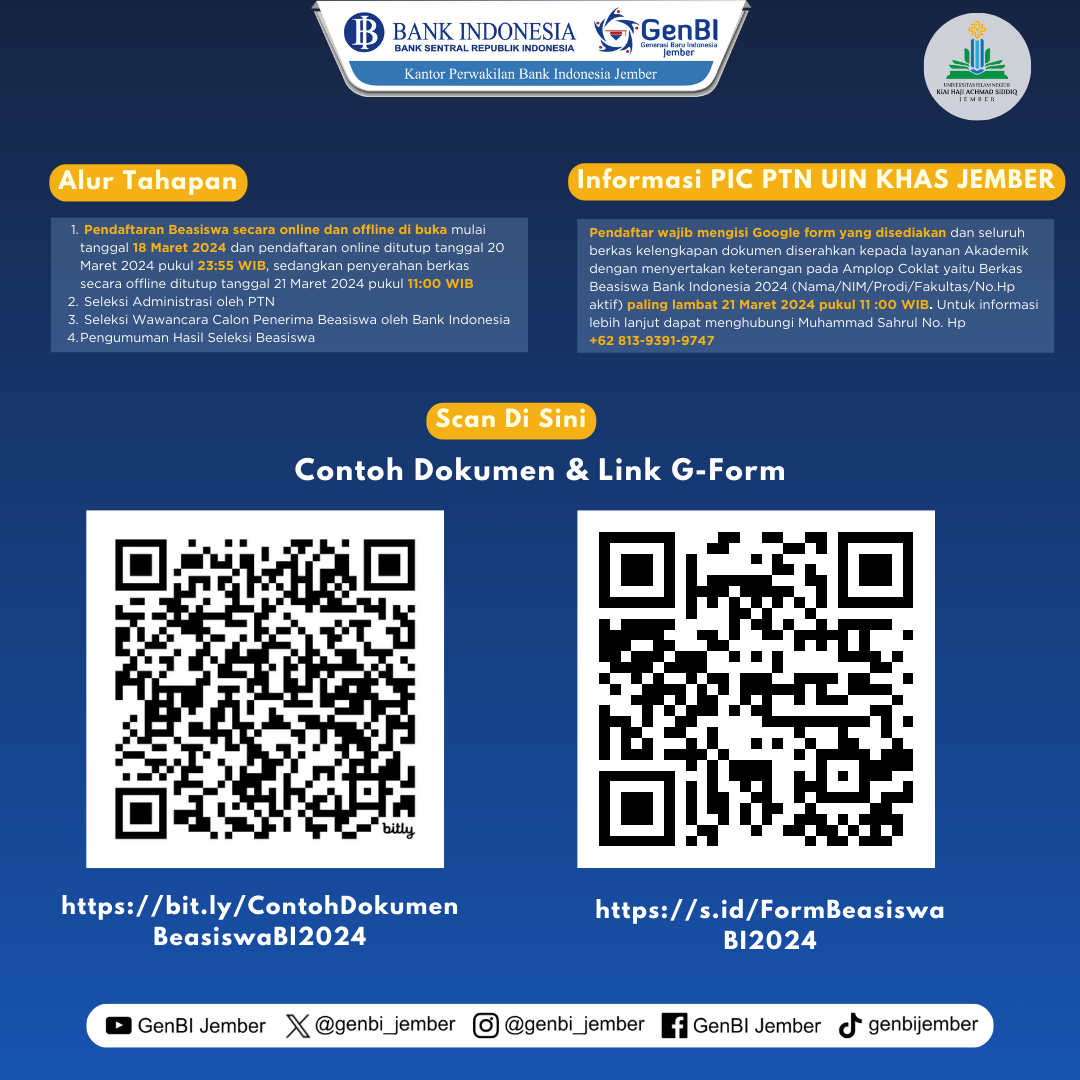 BANK INDONESIA
BANK SENTRAL REPUBLIK INDONESIA
GenBI
Generasi Baru Indonesia
Jember
Kantor Perwakilan Bank Indonesia Jember
UNIVERSITAS ISLAM NEGERI
KIAI HAJI ACHMAD SIDDIQ
JEMBER
Alur Tahapan
1. Pendaftaran Beasiswa secara online dan offline di buka mulai
tanggal 18 Maret 2024 dan pendaftaran online ditutup tanggal 20
Maret 2024 pukul 23:55 WIB, sedangkan penyerahan berkas
secara offline ditutup tanggal 21 Maret 2024 pukul 11:00 WIB
2. Seleksi Administrasi oleh PTN
3. Seleksi Wawancara Calon Penerima Beasiswa oleh Bank Indonesia
4. Pengumuman Hasil Seleksi Beasiswa
Informasi PIC PTN UIN KHAS JEMBER
Pendaftar wajib mengisi Google form yang disediakan dan seluruh
berkas kelengkapan dokumen diserahkan kepada layanan Akademik
dengan menyertakan keterangan pada Amplop Coklat yaitu Berkas
Beasiswa Bank Indonesia 2024 (Nama/NIM/Prodi/Fakultas/No.Hp
aktif) paling lambat 21 Maret 2024 pukul 11 :00 WIB. Untuk informasi
lebih lanjut dapat menghubungi Muhammad Sahrul No. Hp
+62 813-9391-9747
Scan Di Sini
Contoh Dokumen & Link G-Form
bitly
https://bit.ly/ContohDokumen
BeasiswaBI2024
https://s.id/FormBeasiswa
BI2024
GenBI Jember
@genbi_jember
@genbi_jember
GenBI Jember
genbijember